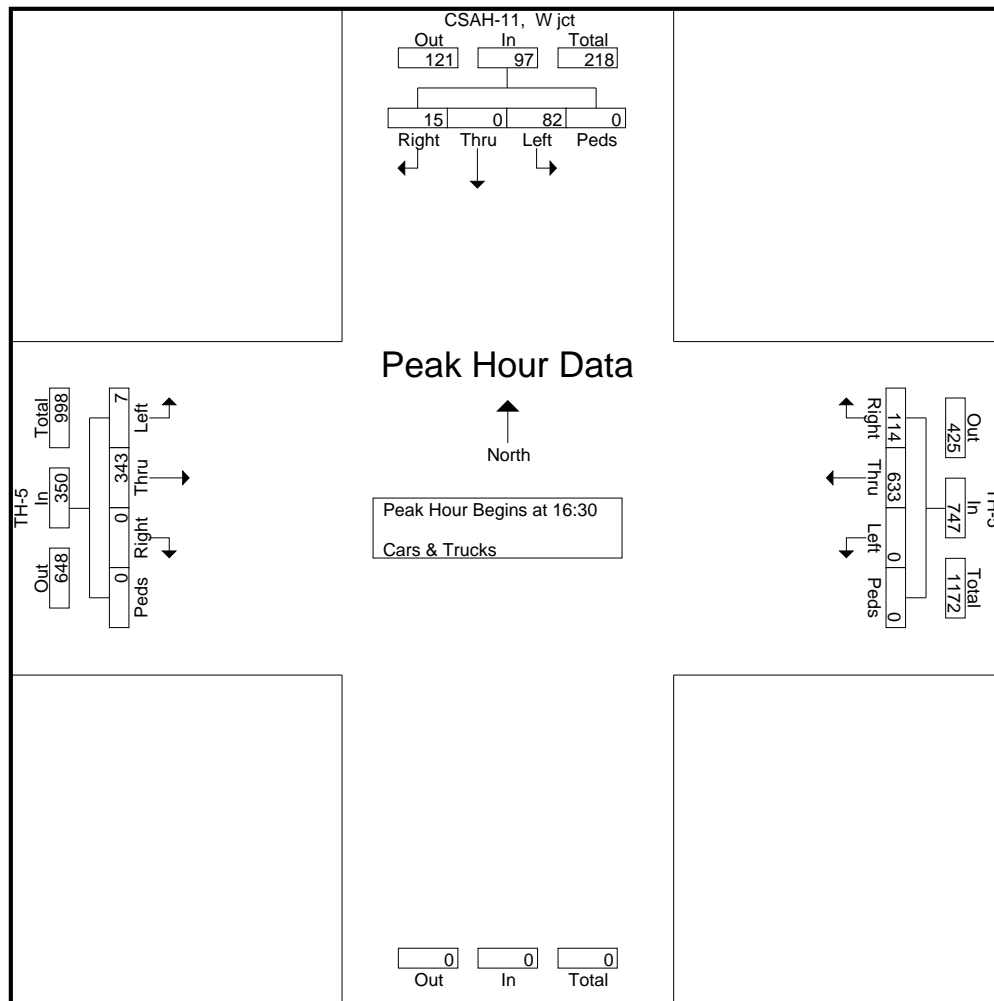 CSAH-11, W jct
Out In Total
121 97 218
15 0 82 0
Right Thru Left Peds
Peak Hour Data
North
Peak Hour Begins at 16:30
Cars & Trucks
TH-5
Out In Total
648 350 998
7 343 0 0
Left Thru Right Peds
Right Thru Left Peds
114 633 0 0
Out In Total
425 747 1172
TH-5
0 0 0
Out In Total